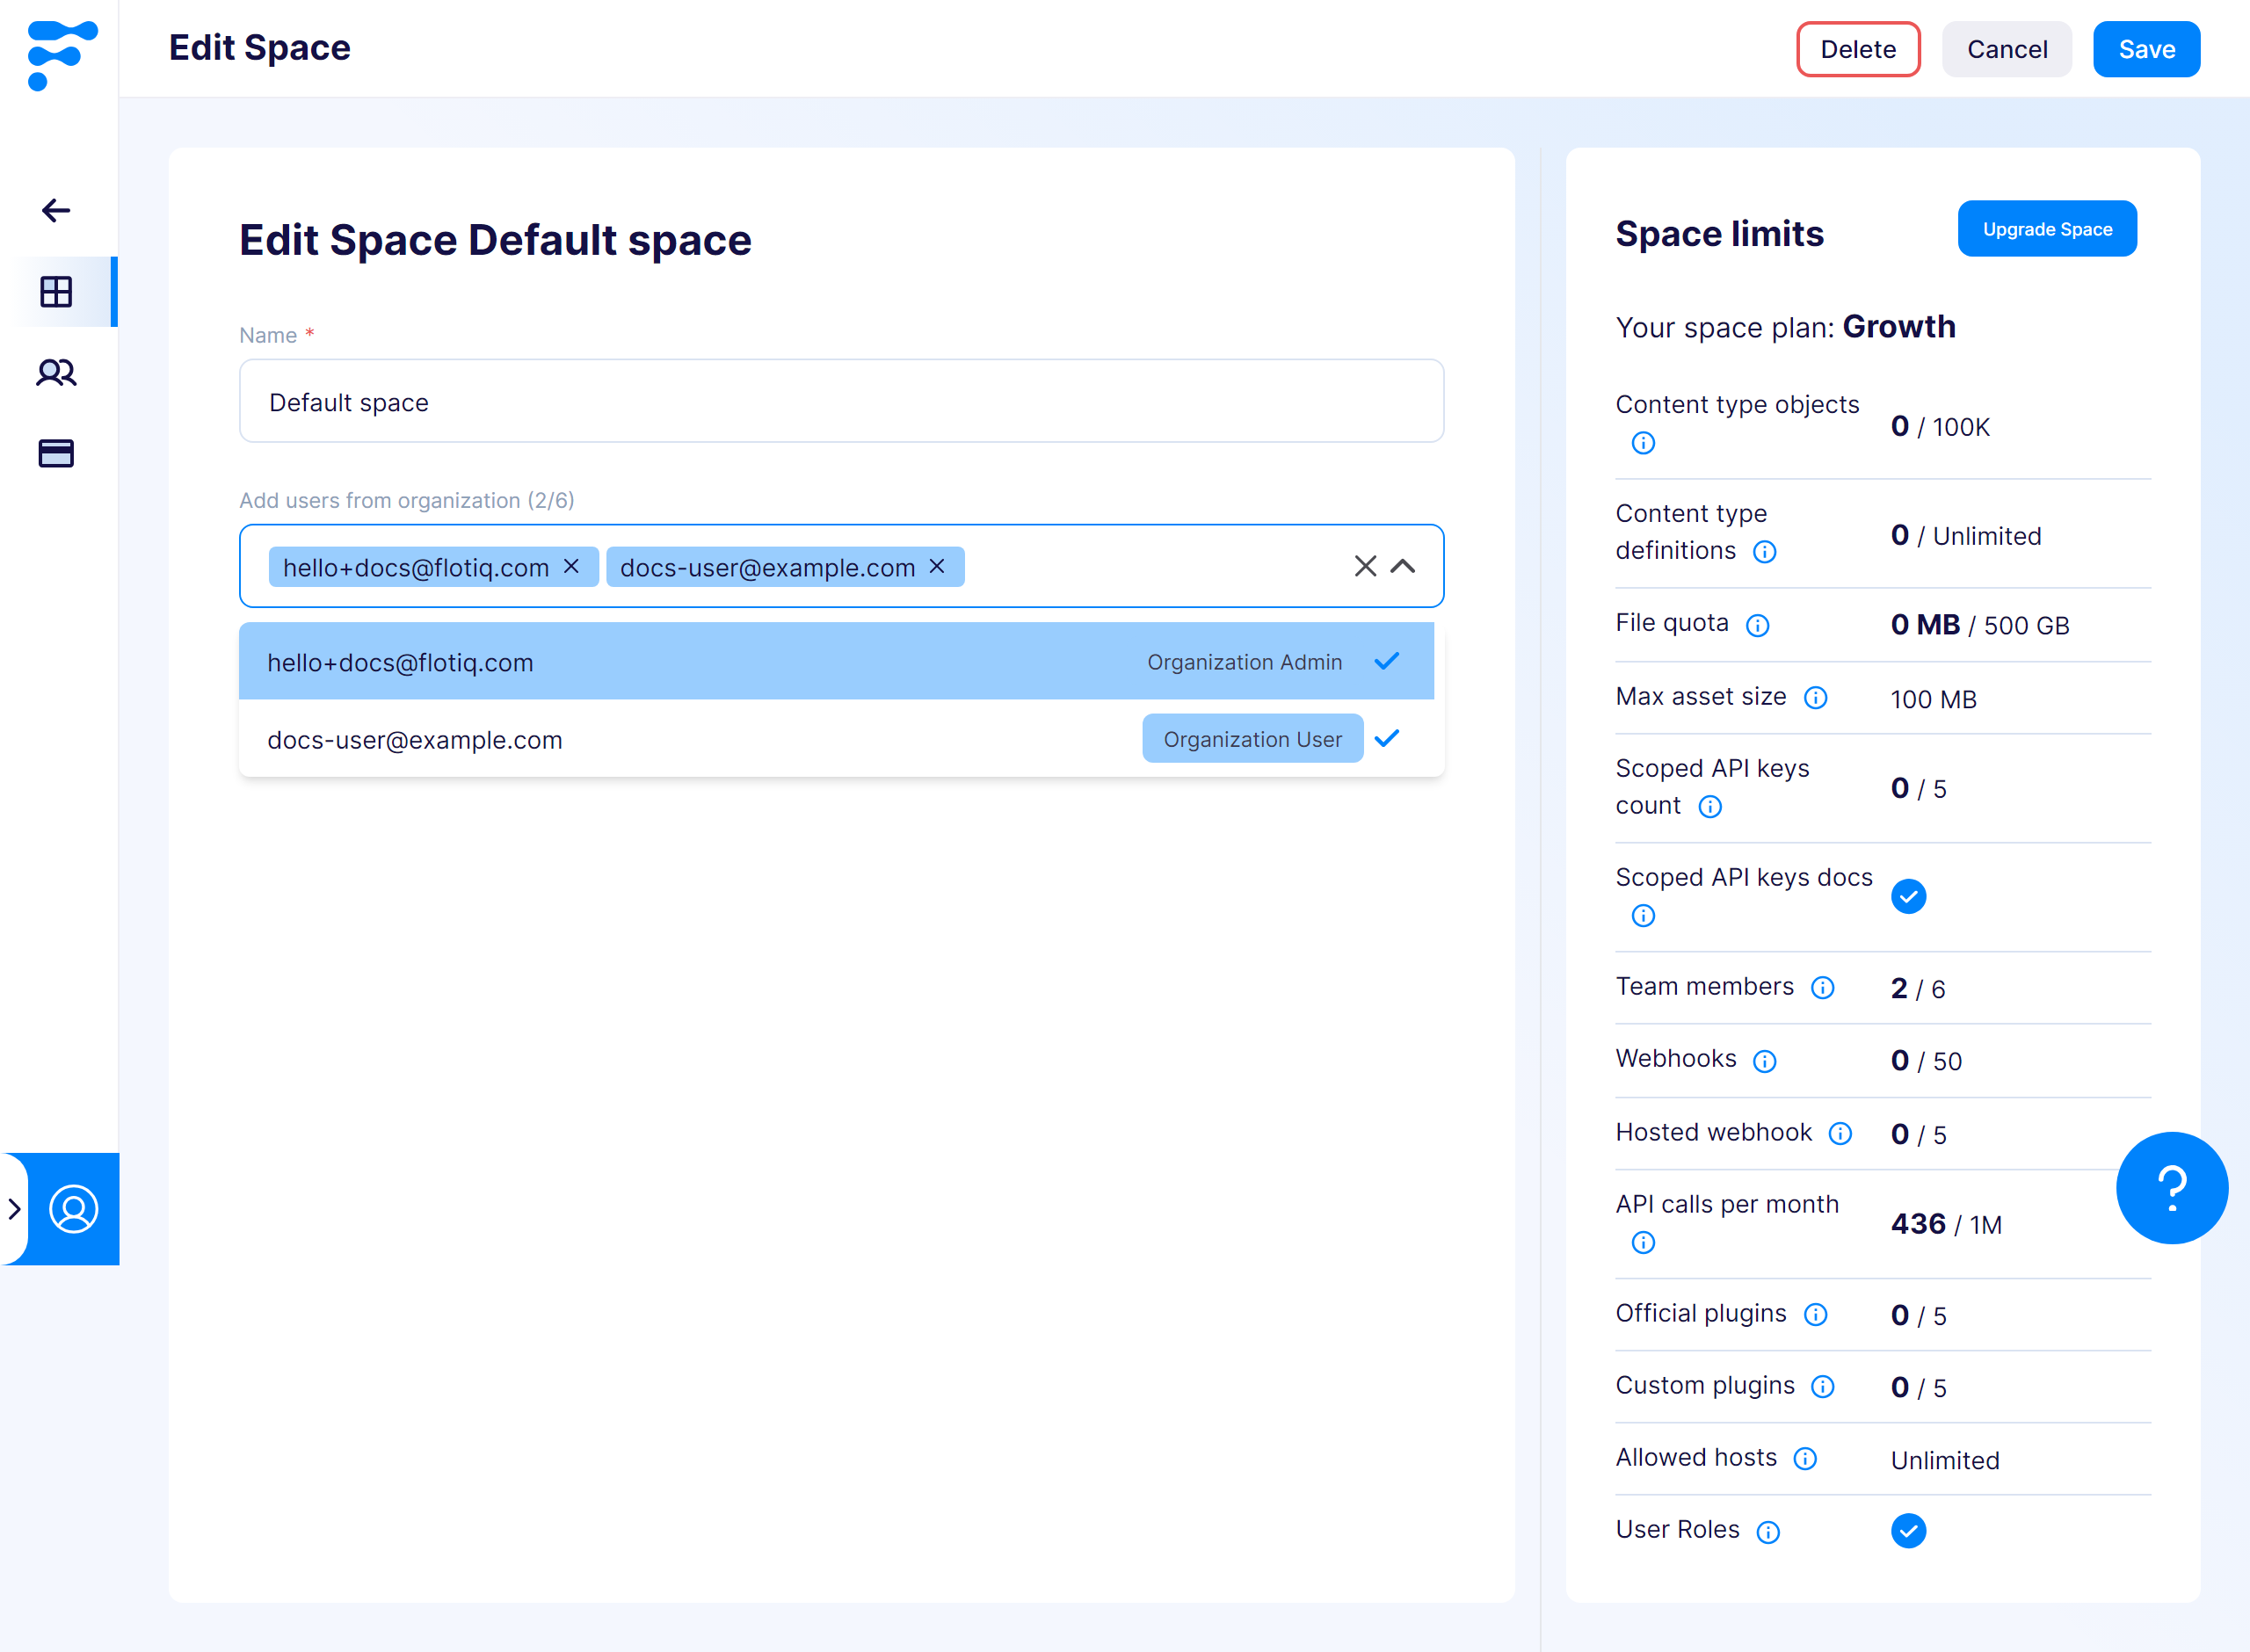 Edit Space
Delete
Cancel
Save
Edit Space Default space
Name *
Default space
Add users from organization (2/6)
hello+docs@flotiq.com
docs-user@example.com
hello+docs@flotiq.com Organization Admin
docs-user@example.com Organization User
Space limits
Upgrade Space
Your space plan: Growth
Content type objects
0 / 100K
Content type
definitions
0 / Unlimited
File quota
0 MB / 500 GB
Max asset size
100 MB
Scoped API keys
count
0 / 5
Scoped API keys docs
Team members
2 / 6
Webhooks
0 / 50
Hosted webhook
0 / 5
API calls per month
436 / 1M
Official plugins
0 / 5
Custom plugins
0 / 5
Allowed hosts
Unlimited
User Roles
?